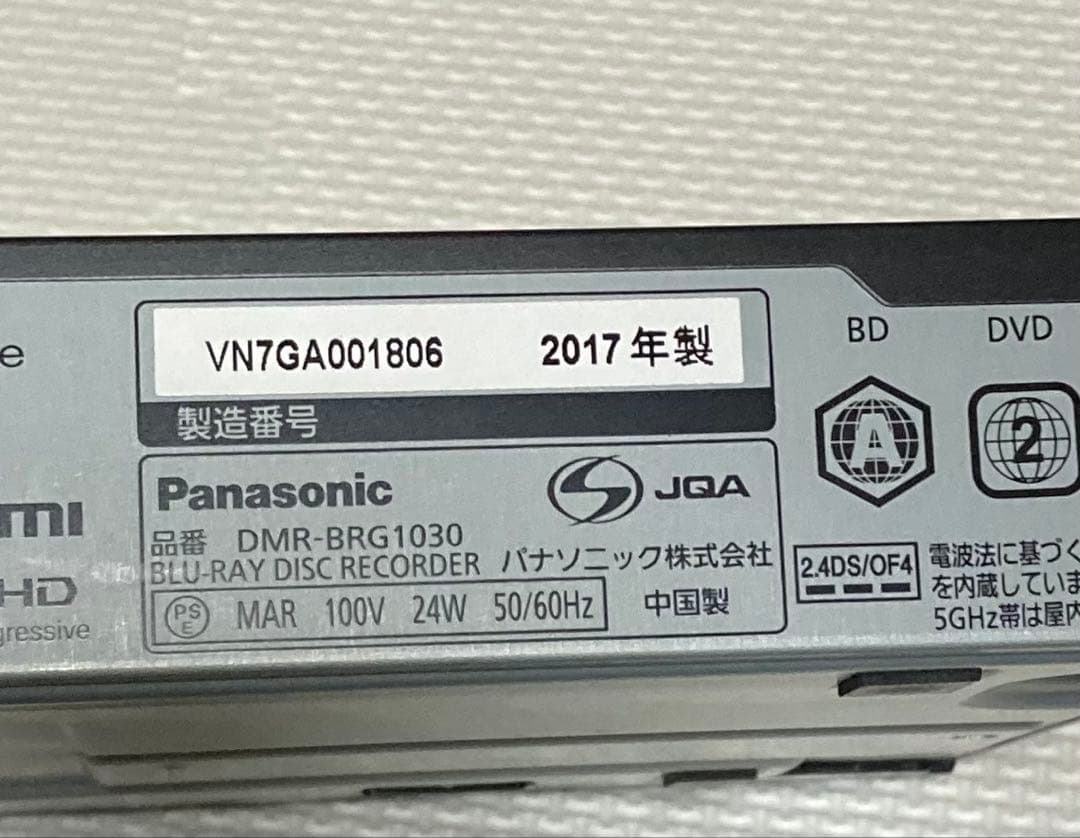 e
VN7GA001806 2017年製
製造番号
BD DVD
A
2
mi
HD
gressive
Panasonic
JQA
品番 DMR-BRG1030
BLU-RAY DISC RECORDER パナソニック株式会社
PS
E
MAR 100V 24W 50/60Hz 中国製
2.4DS/OF4
電波法に基づく
を内蔵していま
5GHz帯は屋内